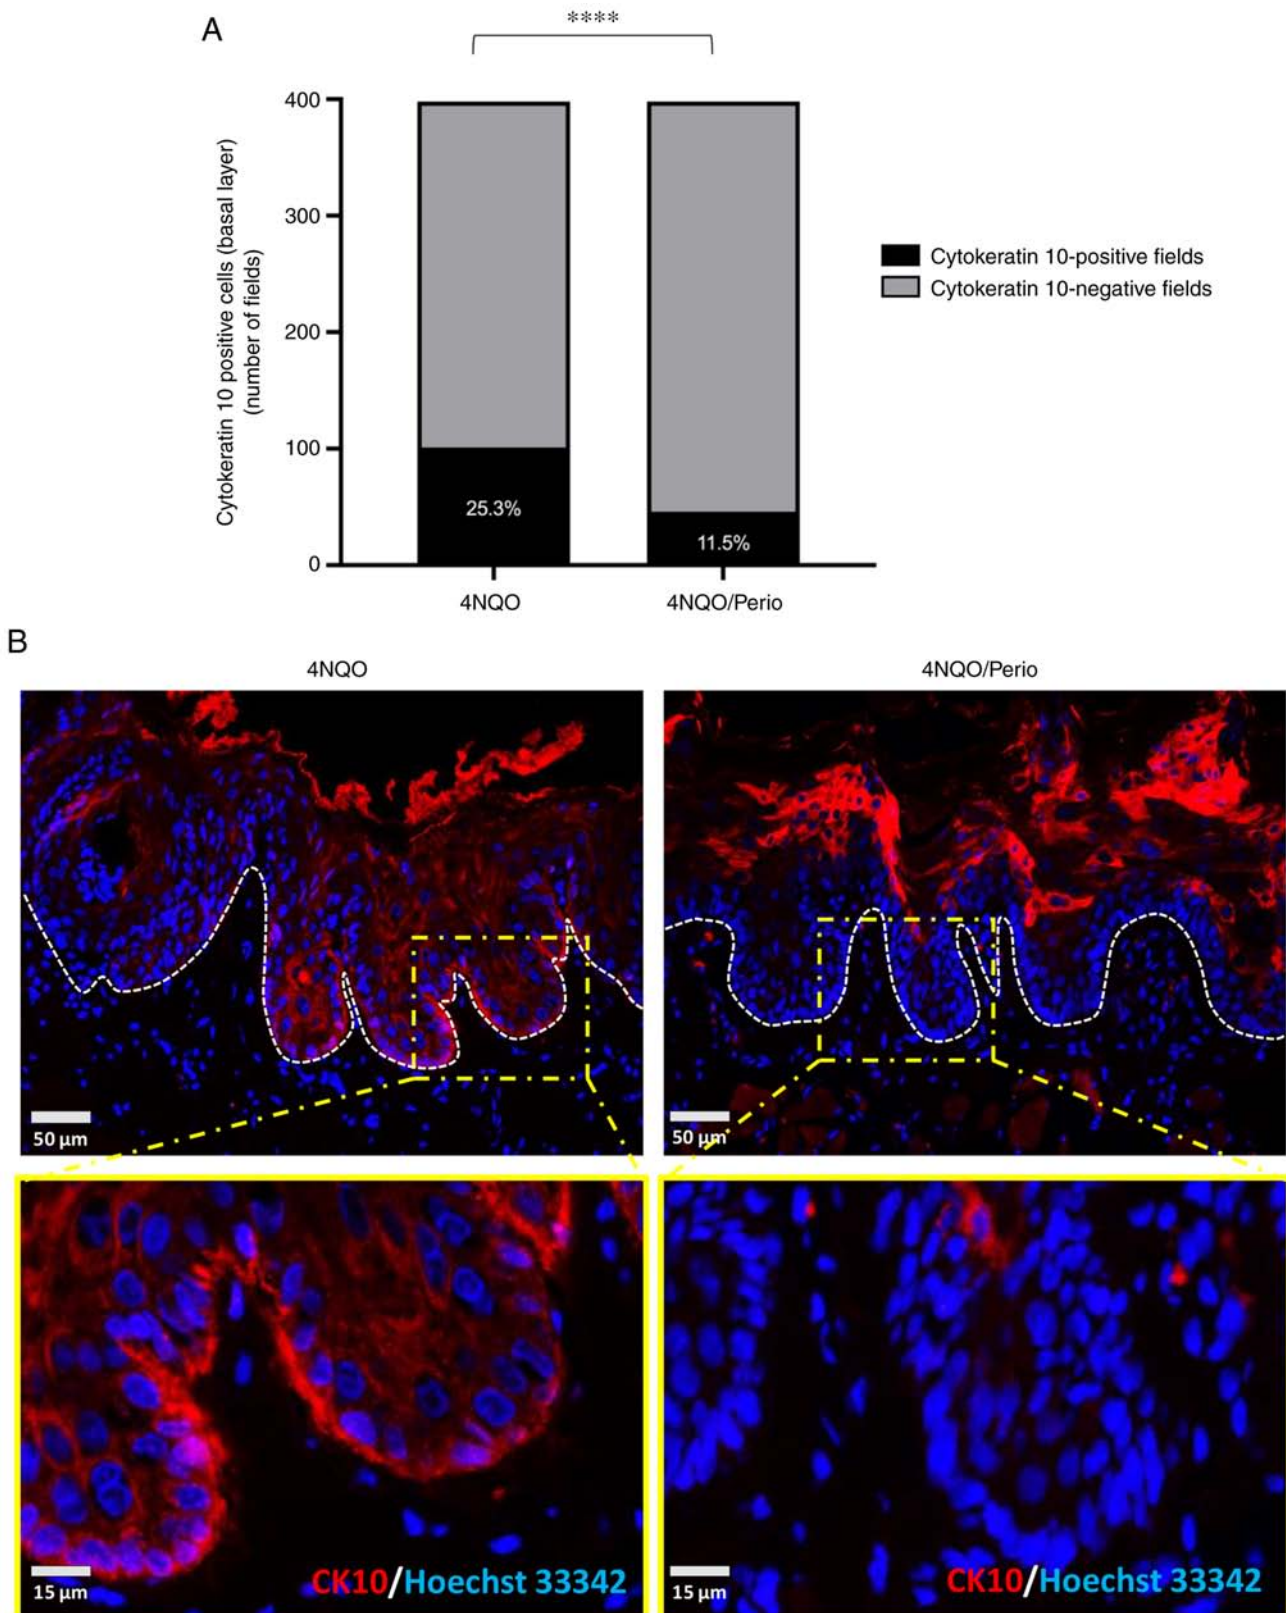 A
****
Cytokeratin 10 positive cells (basal layer)
(number of fields)
400
300
200
100
0
25.3%
11.5%
4NQO
4NQO/Perio
Cytokeratin 10-positive fields
Cytokeratin 10-negative fields
B
4NQO
4NQO/Perio
50 µm
50 µm
15 µm
CK10/Hoechst 33342
15 µm
CK10/Hoechst 33342